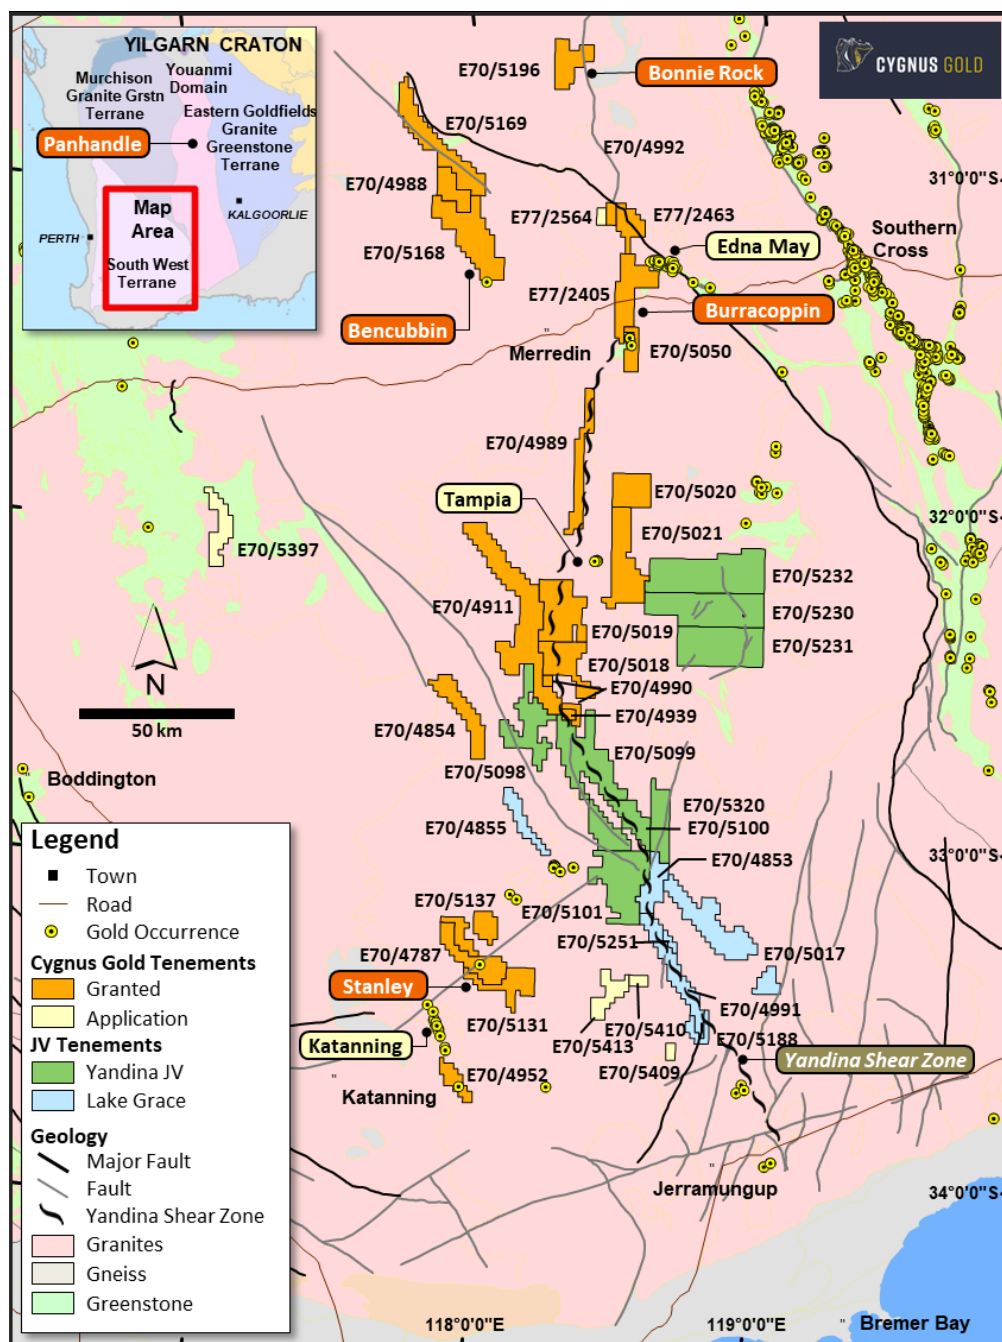 YILGARN CRATON
Murchison
Granite Grstn
Terrane
Youanmi
Domain
Eastern Goldfields
Granite
Greenstone
Terrane
Panhandle
Map
Area
KALGOORLIE
PERTH
South West
Terrane
CYGNUS GOLD
E70/5196
Bonnie Rock
E70/5169
E70/4992
31°0'0"S
E70/4988
E77/2564
E77/2463
Edna May
Southern
Cross
E70/5168
E77/2405
Bencubbin
Burracoppin
Merredin
E70/5050
E70/4989
Tampia
E70/5020
32°0'0"S
E70/5021
E70/5397
E70/5232
E70/4911
E70/5230
E70/5019
E70/5231
E70/5018
E70/4990
N
50 km
E70/4939
E70/4854
E70/5099
E70/5098
Boddington
E70/5320
E70/5100
E70/4855
E70/4853
33°0'0"S
E70/5137
E70/5101
E70/5251
E70/5017
E70/4787
Stanley
E70/4991
E70/5131
E70/5410
E70/5188
Katanning
E70/5413
Yandina Shear Zone
E70/5409
E70/4952
Katanning
Jerramungup
34°0'0"S
118°0'0"E
119°0'0"E
Bremer Bay
Legend
Town
Road
Gold Occurrence
Cygnus Gold Tenements
Granted
Application
JV Tenements
Yandina JV
Lake Grace
Geology
Major Fault
Fault
Yandina Shear Zone
Granites
Gneiss
Greenstone